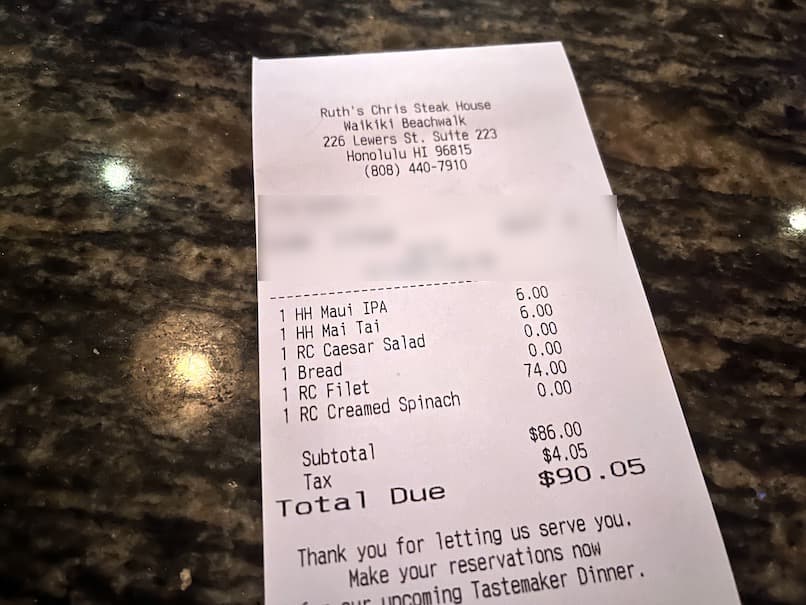 Ruth's Chris Steak House
Waikiki Beachwalk
226 Lewers St. Suite 223
Honolulu HI 96815
(808) 440-7910
1 HH Maui IPA 6.00
1 HH Mai Tai 6.00
1 RC Caesar Salad 0.00
1 Bread 0.00
1 RC Filet 74.00
1 RC Creamed Spinach 0.00
Subtotal $86.00
Tax $4.05
Total Due $90.05
Thank you for letting us serve you.
Make your reservations now
our upcoming Tastemaker Dinner.